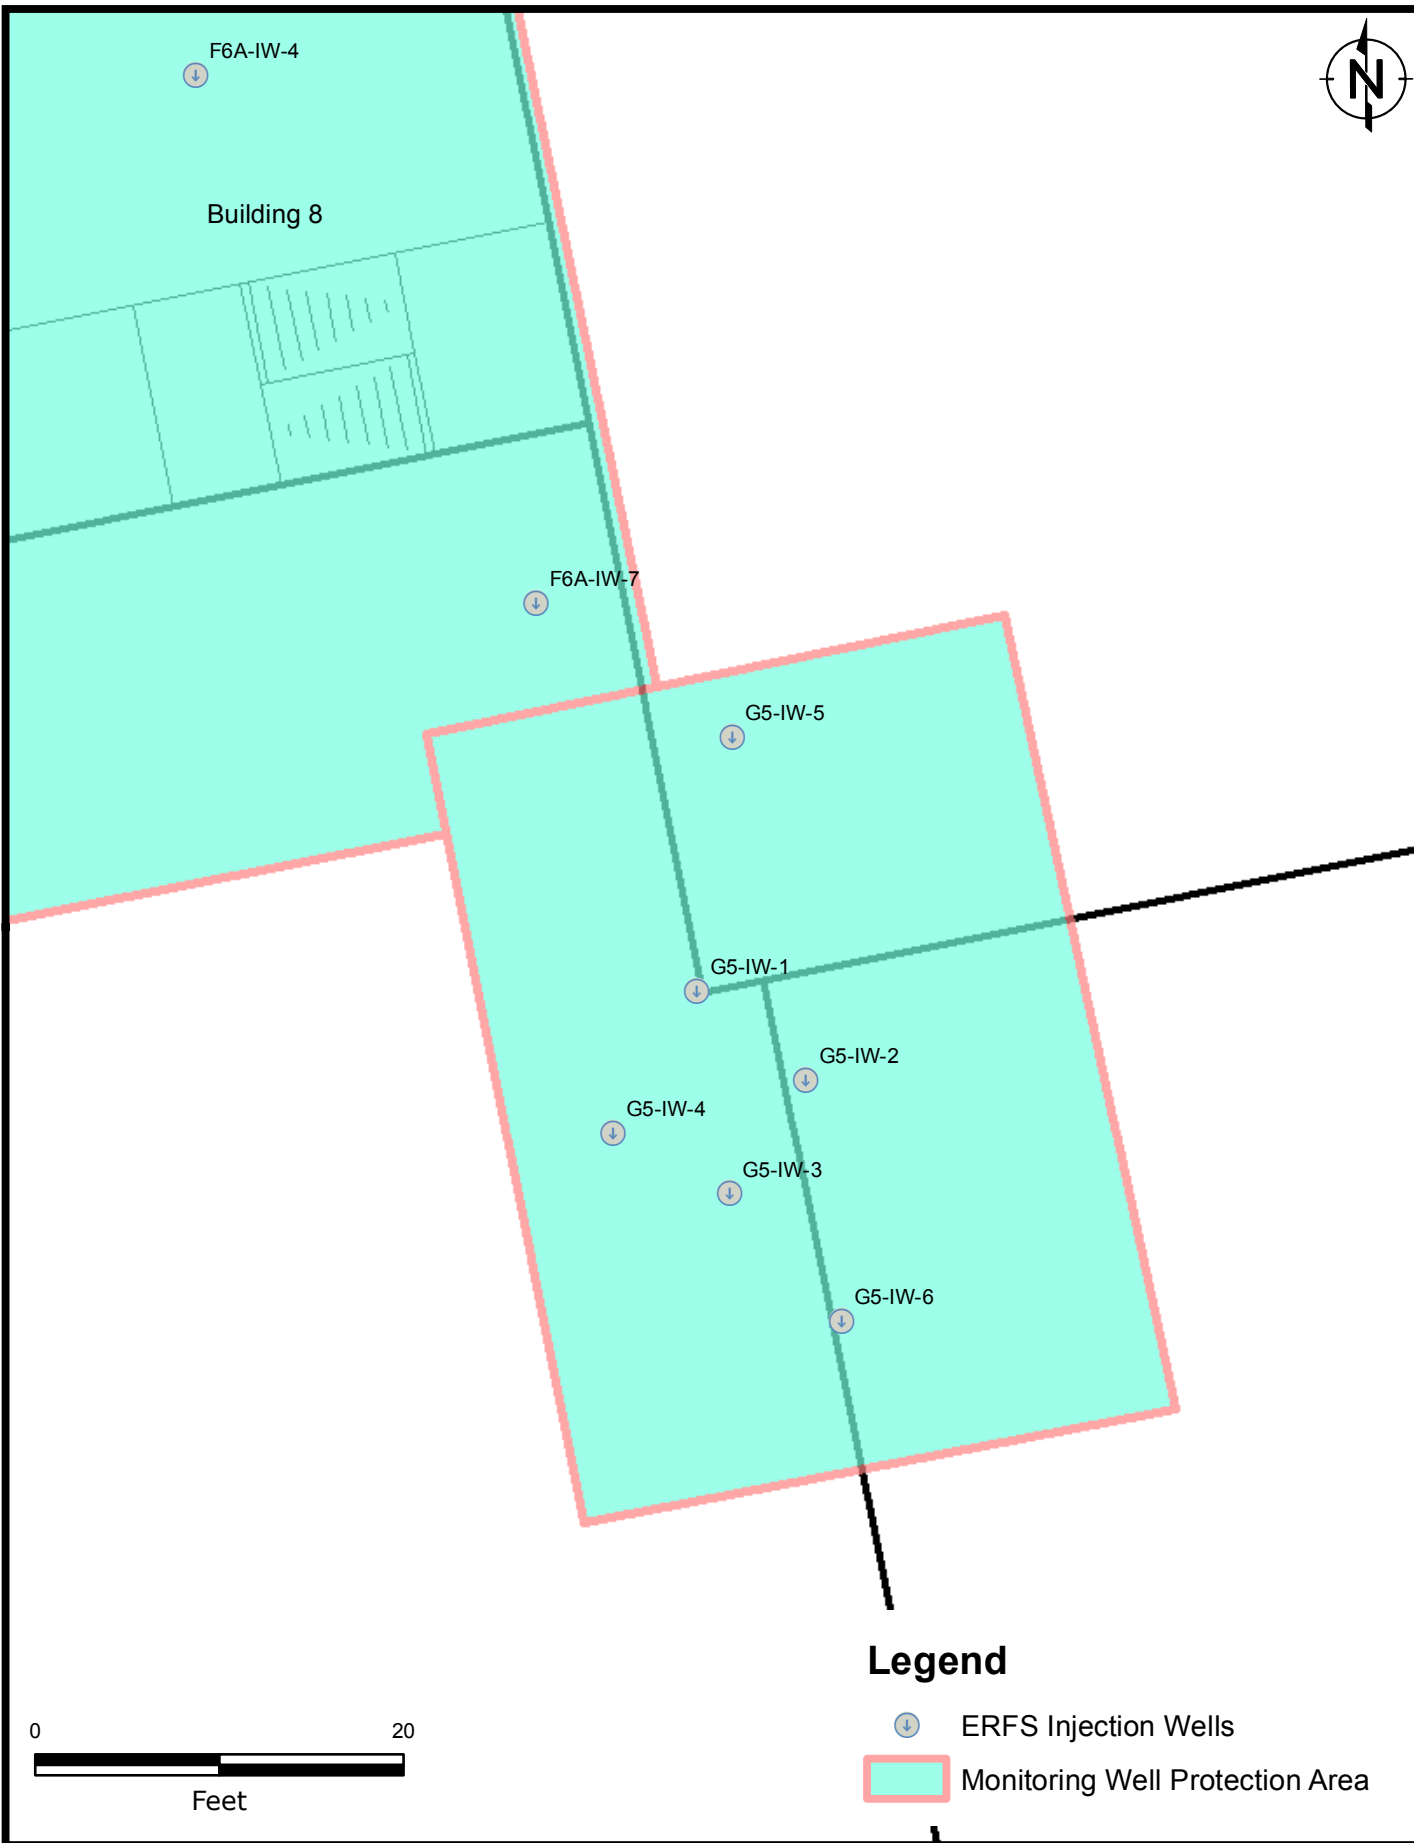 F6A-IW-4
N
Building 8
F6A-IW-7
G5-IW-5
G5-IW-1
G5-IW-2
G5-IW-4
G5-IW-3
G5-IW-6
Legend
ERFS Injection Wells
Monitoring Well Protection Area
0 20
Feet